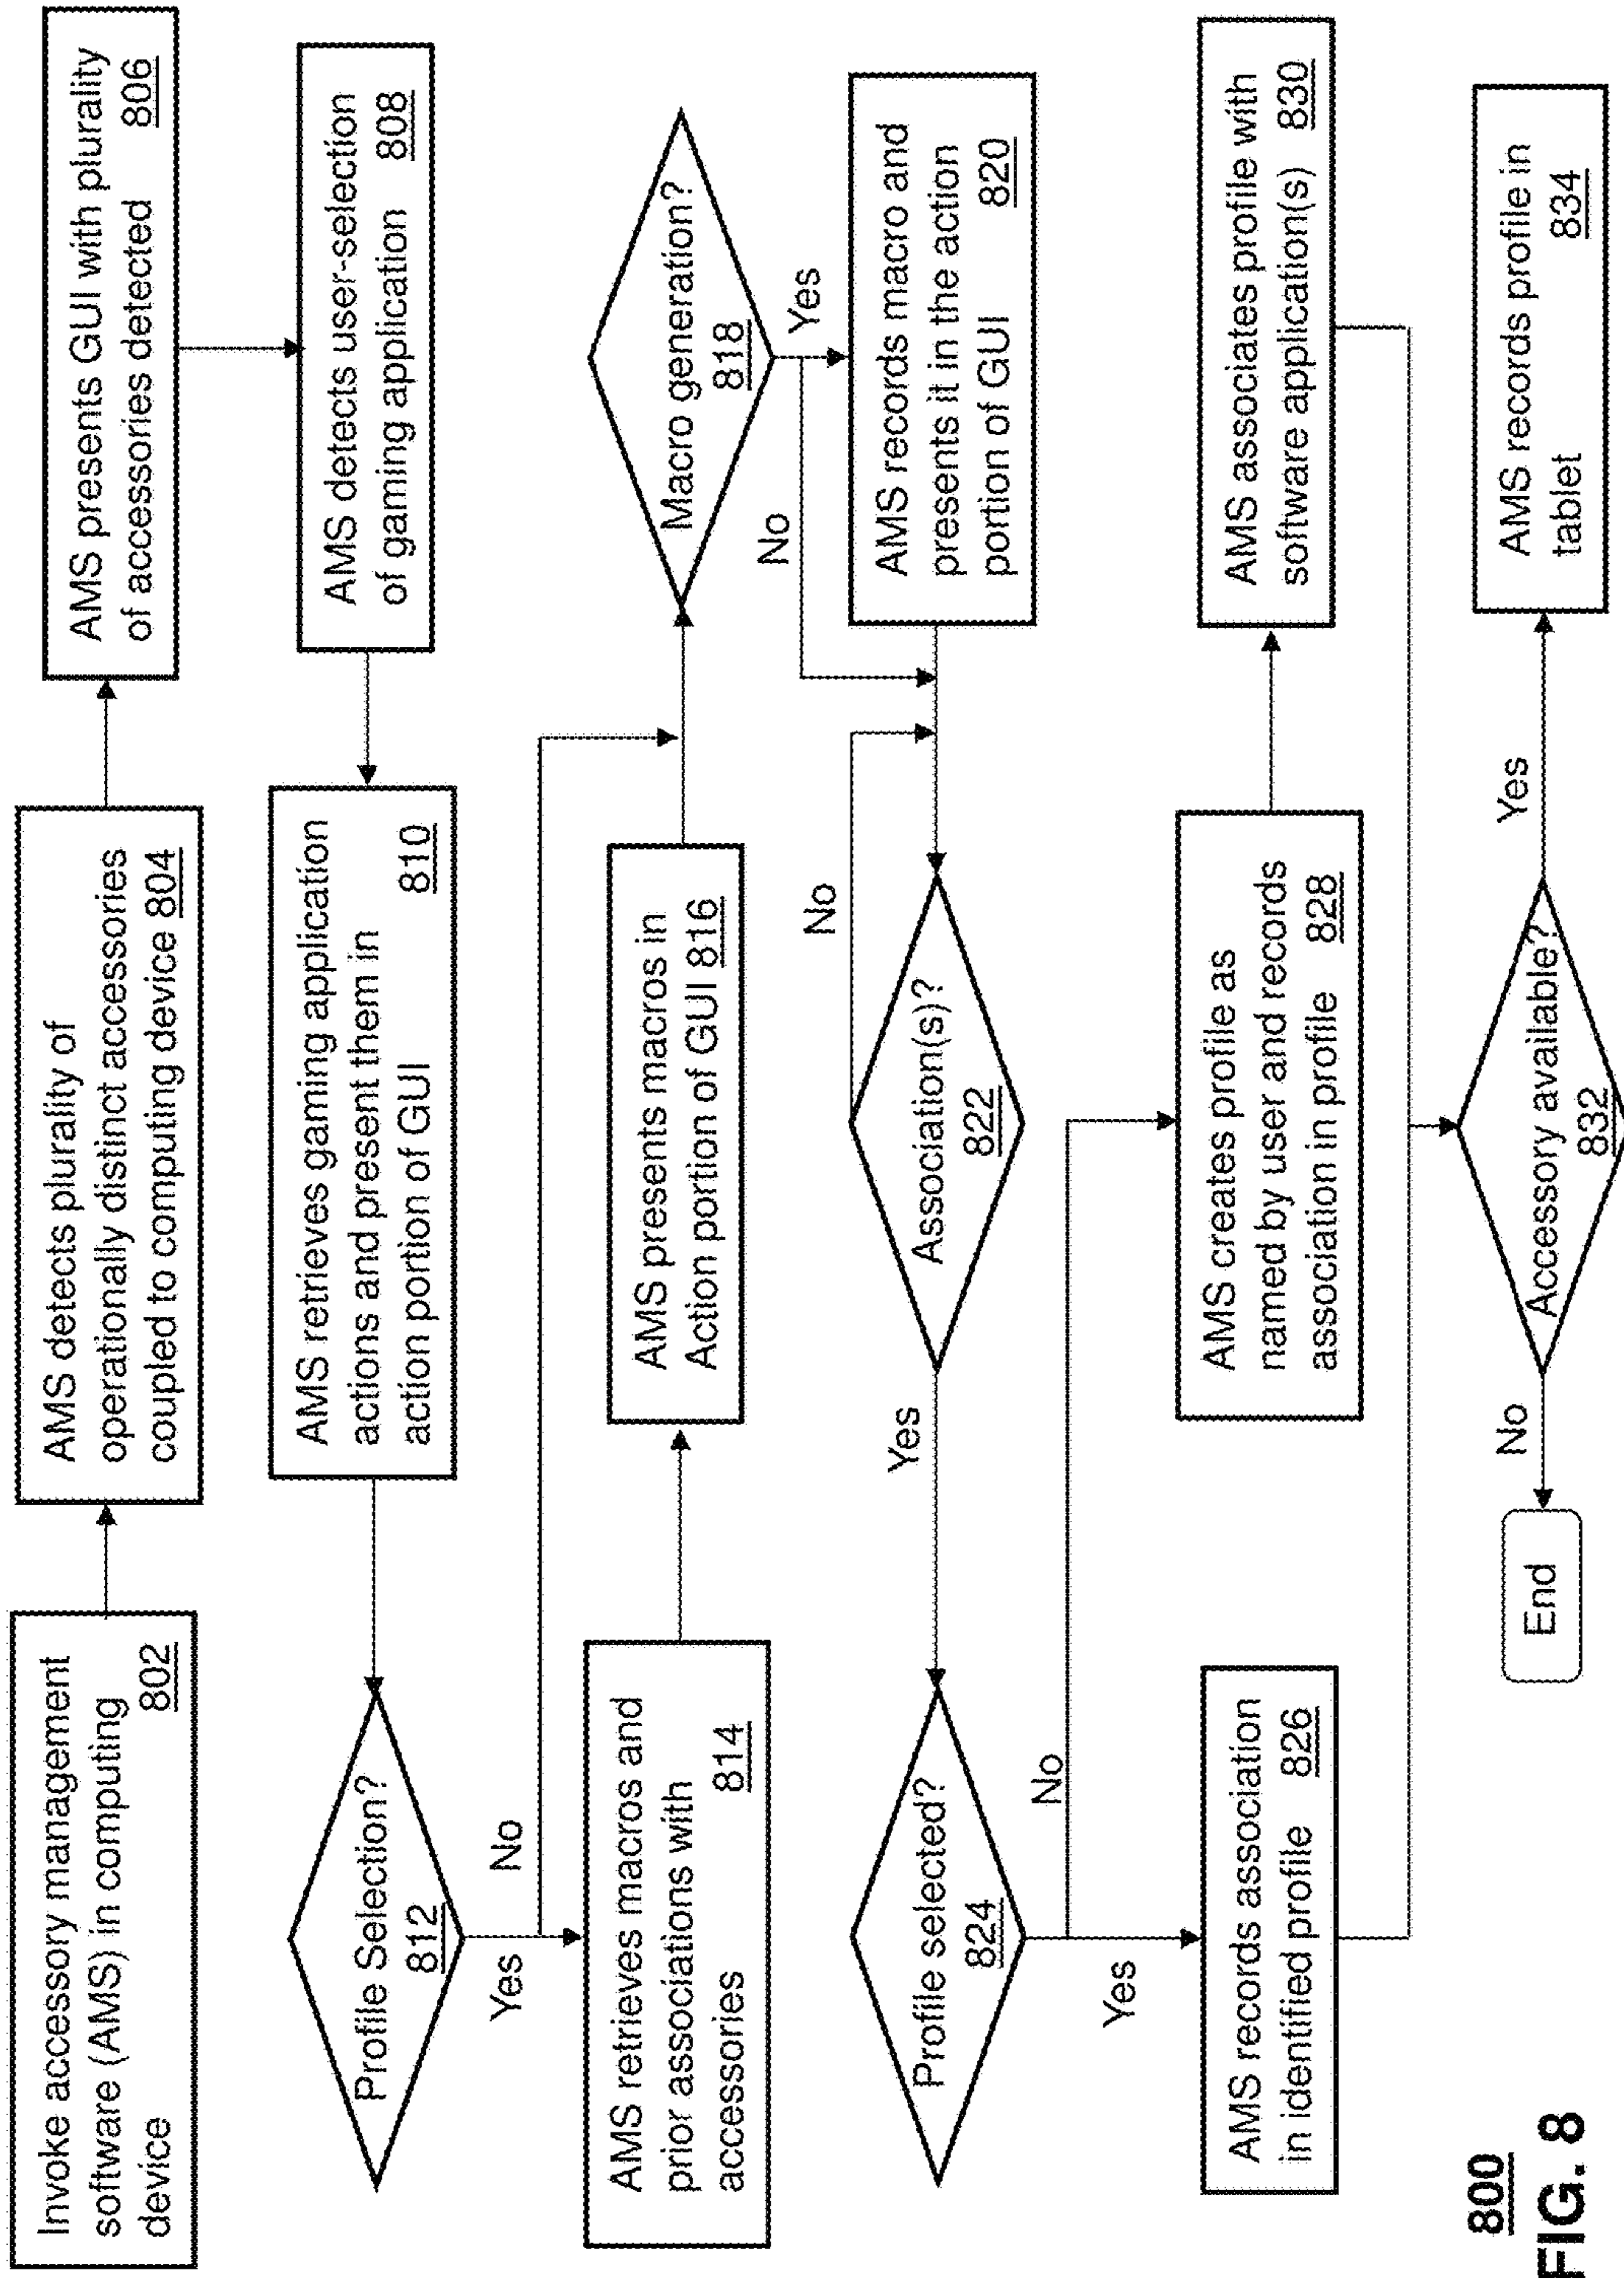 Invoke accessory management
software (AMS) in computing
device 802
AMS detects plurality of
operationally distinct accessories
coupled to computing device 804
AMS presents GUI with plurality
of accessories detected 806
AMS detects user-selection
of gaming application 808
AMS retrieves gaming application
actions and present them in
action portion of GUI 810
Profile Selection?
812
No
Yes
AMS retrieves macros and
prior associations with
accessories 814
AMS presents macros in
Action portion of GUI 816
Macro generation?
818
No
Yes
AMS records macro and
presents it in the action
portion of GUI 820
Association(s)?
822
No
Yes
Profile selected?
824
No
Yes
AMS records association
in identified profile 826
AMS creates profile as
named by user and records
association in profile 828
AMS associates profile with
software application(s) 830
Accessory available?
832
No
Yes
End
AMS records profile in
tablet 834
800
FIG. 8